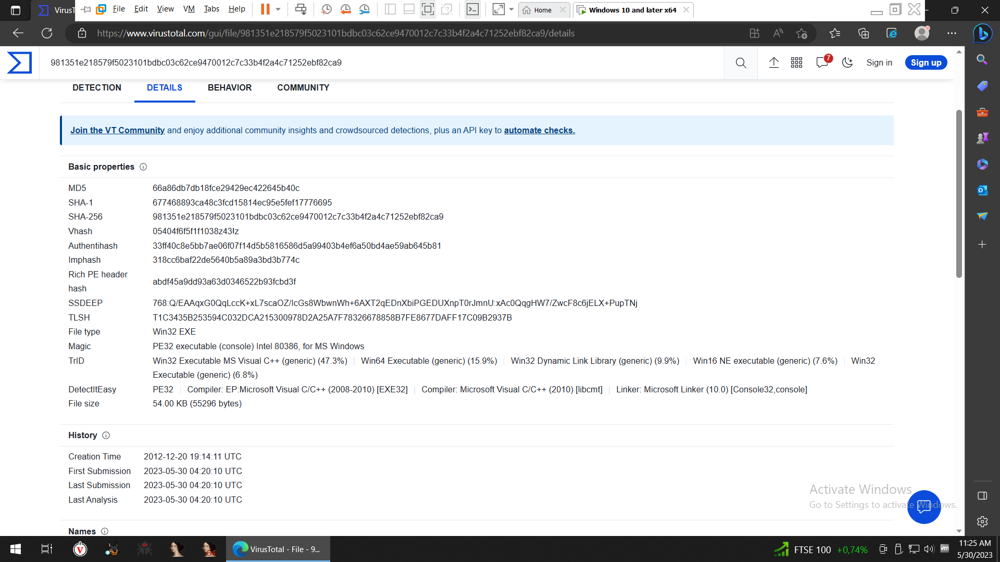 VirusT
File Edit View VM Tabs Help
Home
Windows 10 and later x64
https://www.virustotal.com/gui/file/981351e218579f5023101bdbc03c62ce9470012c7c33b4f2a4c71252ebf82ca9/details
981351e218579f5023101bdbc03c62ce9470012c7c33b4f2a4c71252ebf82ca9
7
Sign in
Sign up
DETECTION DETAILS BEHAVIOR COMMUNITY
Join the VT Community and enjoy additional community insights and crowdsourced detections, plus an API key to automate checks.
Basic properties
MD5 66a86db7db18fce29429ec422645b40c
SHA-1 677468893ca48c3fcd15814ec95e5fef17776695
SHA-256 981351e218579f5023101bdbc03c62ce9470012c7c33b4f2a4c71252ebf82ca9
Vhash 05404f6f5f1f1038z43!z
Authentihash 33ff40c8e5bb7ae06f07f14d5b5816586d5a99403b4ef6a50bd4ae59ab645b81
Imphash 318cc6baf22de5640b5a89a3bd3b774c
Rich PE header
hash abdf45a9dd93a63d0346522b93fcbd3f
SSDEEP 768:Q/EAAqxG0QqLccK+xL7scaOZ/IcGs8WbwnWh+6AXT2qEDnXbiPGEDUXnpT0rJmnU:xAc0QqgHW7/ZwcF8c6jELX+PupTNj
TLSH T1C3435B253594C032DCA215300978D2A25A7F78326678858B7FE8677DAFF17C09B2937B
File type Win32 EXE
Magic PE32 executable (console) Intel 80386, for MS Windows
TrID Win32 Executable MS Visual C++ (generic) (47.3%) Win64 Executable (generic) (15.9%) Win32 Dynamic Link Library (generic) (9.9%) Win16 NE executable (generic) (7.6%) Win32
Executable (generic) (6.8%)
DetectItEasy PE32 Compiler: EP:Microsoft Visual C/C++ (2008-2010) [EXE32] Compiler: Microsoft Visual C/C++ (2010) [libcmt] Linker: Microsoft Linker (10.0) [Console32,console]
File size 54.00 KB (55296 bytes)
History
Creation Time 2012-12-20 19:14:11 UTC
First Submission 2023-05-30 04:20:10 UTC
Last Submission 2023-05-30 04:20:10 UTC
Last Analysis 2023-05-30 04:20:10 UTC
Names
Activate Windows
Go to Settings to activate Windows.
VirusTotal - File - 9...
FTSE 100 +0,74%
11:25 AM
5/30/2023